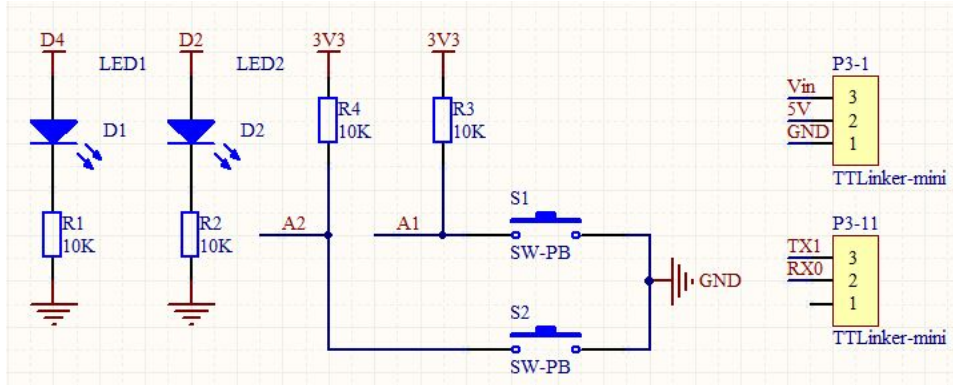 D4
D2
3V3
3V3
LED1
LED2
P3-1
Vin
3
5V
2
GND
1
TTLinker-mini
D1
D2
R4
10K
R3
10K
R1
10K
R2
10K
A2
A1
S1
SW-PB
GND
S2
SW-PB
P3-11
TX1
3
RX0
2
1
TTLinker-mini